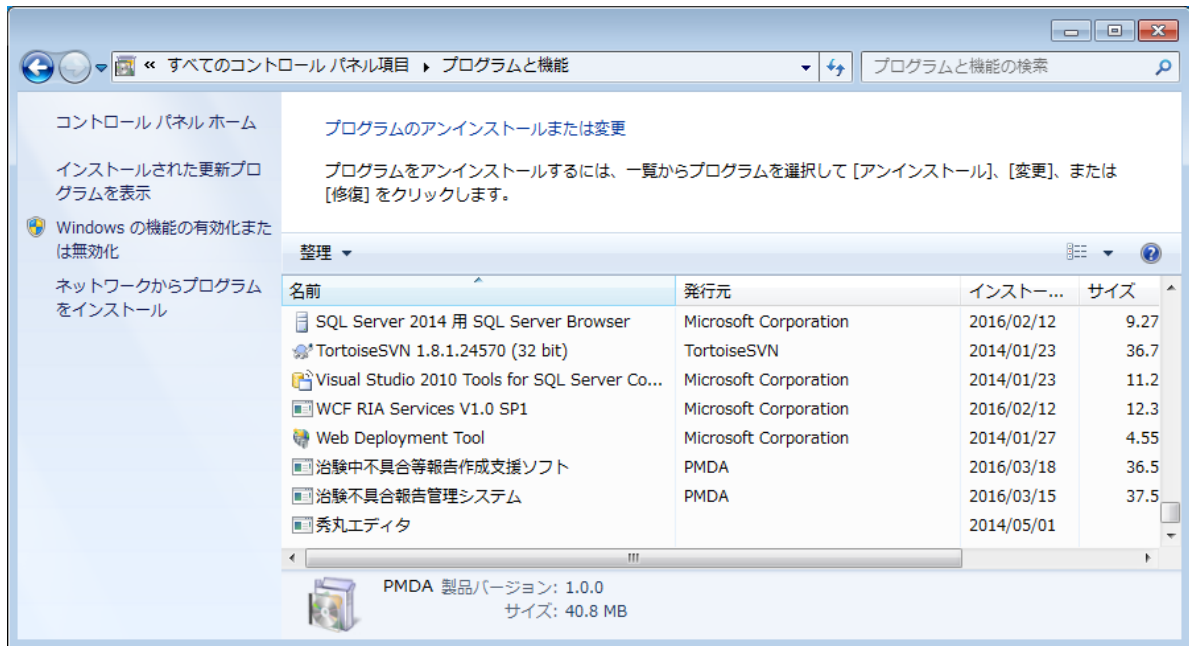 « すべてのコントロール パネル項目 ▸ プログラムと機能
プログラムと機能の検索
コントロール パネル ホーム
インストールされた更新プロ
グラムを表示
Windows の機能の有効化また
は無効化
ネットワークからプログラム
をインストール
プログラムのアンインストールまたは変更
プログラムをアンインストールするには、一覧からプログラムを選択して [アンインストール]、[変更]、または
[修復] をクリックします。
整理
名前 発行元 インストー... サイズ
SQL Server 2014 用 SQL Server Browser Microsoft Corporation 2016/02/12 9.27
TortoiseSVN 1.8.1.24570 (32 bit) TortoiseSVN 2014/01/23 36.7
Visual Studio 2010 Tools for SQL Server Co... Microsoft Corporation 2014/01/23 11.2
WCF RIA Services V1.0 SP1 Microsoft Corporation 2016/02/12 12.3
Web Deployment Tool Microsoft Corporation 2014/01/27 4.55
治験中不具合等報告作成支援ソフト PMDA 2016/03/18 36.5
治験不具合報告管理システム PMDA 2016/03/15 37.5
秀丸エディタ 2014/05/01
PMDA 製品バージョン: 1.0.0
サイズ: 40.8 MB